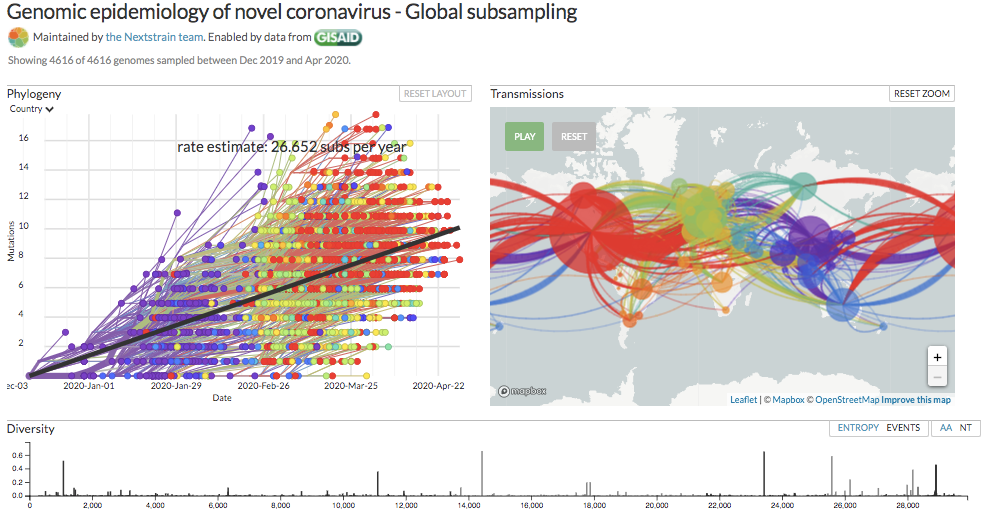 Genomic epidemiology of novel coronavirus - Global subsampling
Maintained by the Nextstrain team. Enabled by data from GISAID
Showing 4616 of 4616 genomes sampled between Dec 2019 and Apr 2020.
Phylogeny
RESET LAYOUT
Country
rate estimate: 26.652 subs per year
16
14
12
10
8
6
4
2
Mutations
ec-03 2020-Jan-01 2020-Jan-29 2020-Feb-26 2020-Mar-25 2020-Apr-22
Date
Transmissions
RESET ZOOM
PLAY RESET
+
−
mapbox
Leaflet | © Mapbox © OpenStreetMap Improve this map
Diversity
ENTROPY EVENTS
AA NT
0.6
0.4
0.2
0.0
0 2,000 4,000 6,000 8,000 10,000 12,000 14,000 16,000 18,000 20,000 22,000 24,000 26,000 28,000